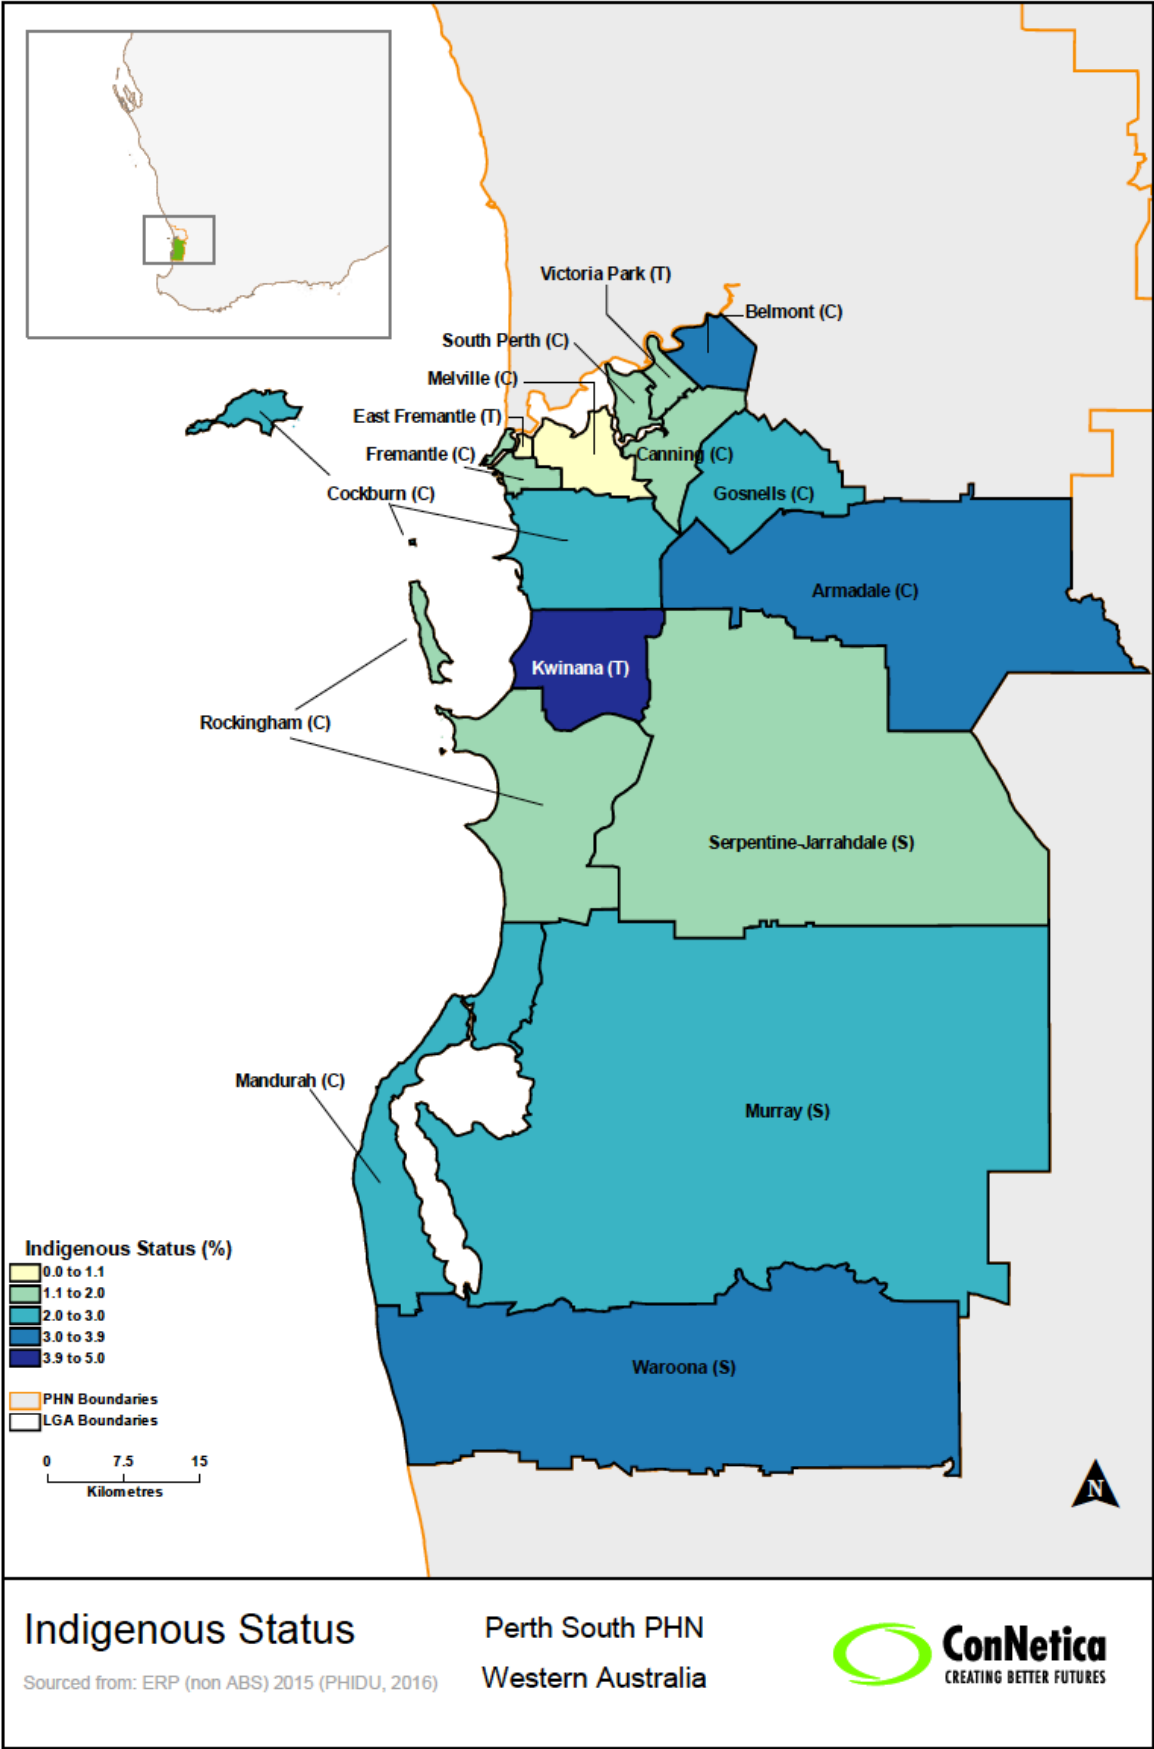 Victoria Park (T)
Belmont (C)
South Perth (C)
Melville (C)
East Fremantle (T)
Fremantle (C)
Canning (C)
Cockburn (C)
Gosnells (C)
Armadale (C)
Kwinana (T)
Rockingham (C)
Serpentine-Jarrahdale (S)
Mandurah (C)
Murray (S)
Indigenous Status (%)
0.0 to 1.1
1.1 to 2.0
2.0 to 3.0
3.0 to 3.9
3.9 to 5.0
Waroona (S)
PHN Boundaries
LGA Boundaries
0 7.5 15
Kilometres
N
Indigenous Status
Sourced from: ERP (non ABS) 2015 (PHIDU, 2016)
Perth South PHN
Western Australia
ConNetica
CREATING BETTER FUTURES